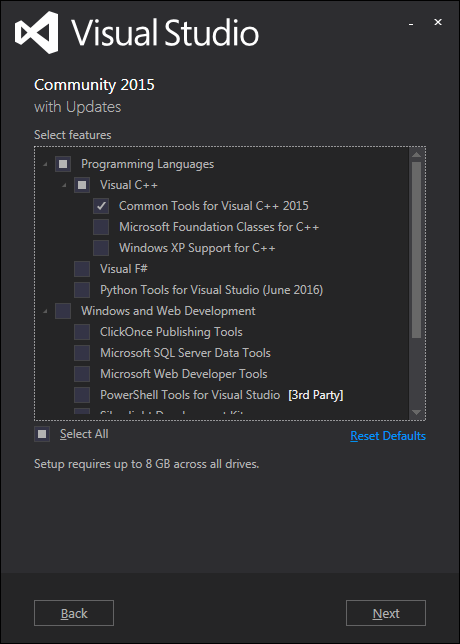 Visual Studio
Community 2015
with Updates
Select features
Programming Languages
Visual C++
Common Tools for Visual C++ 2015
Microsoft Foundation Classes for C++
Windows XP Support for C++
Visual F#
Python Tools for Visual Studio (June 2016)
Windows and Web Development
ClickOnce Publishing Tools
Microsoft SQL Server Data Tools
Microsoft Web Developer Tools
PowerShell Tools for Visual Studio [3rd Party]
Select All
Reset Defaults
Setup requires up to 8 GB across all drives.
Back
Next